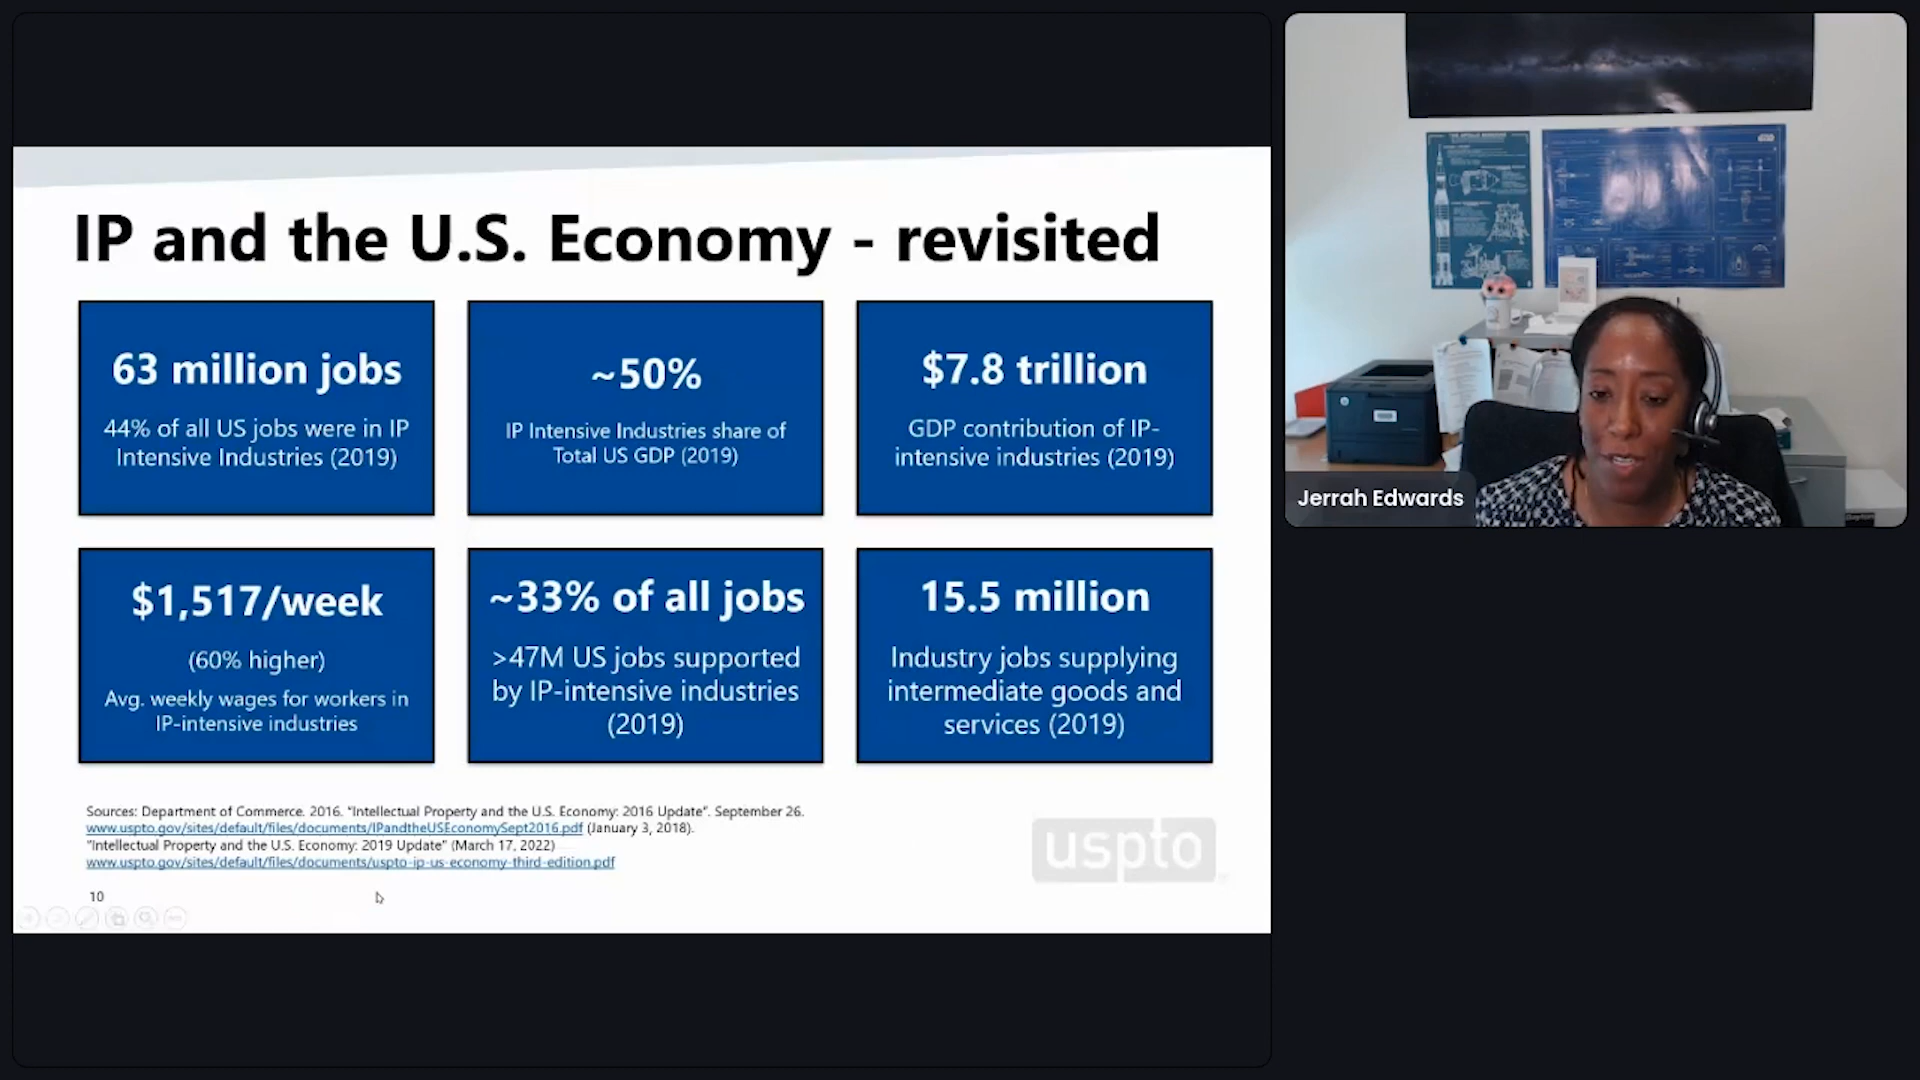 IP and the U.S. Economy - revisited
63 million jobs
44% of all US jobs were in IP
Intensive Industries (2019)
~50%
IP Intensive Industries share of
Total US GDP (2019)
$7.8 trillion
GDP contribution of IP-
intensive industries (2019)
$1,517/week
(60% higher)
Avg. weekly wages for workers in
IP-intensive industries
~33% of all jobs
>47M US jobs supported
by IP-intensive industries
(2019)
15.5 million
Industry jobs supplying
intermediate goods and
services (2019)
Sources: Department of Commerce. 2016. “Intellectual Property and the U.S. Economy: 2016 Update”. September 26.
www.uspto.gov/sites/default/files/documents/IPandtheUSEconomySept2016.pdf (January 3, 2018).
“Intellectual Property and the U.S. Economy: 2019 Update” (March 17, 2022)
www.uspto.gov/sites/default/files/documents/uspto-ip-us-economy-third-edition.pdf
uspto
10
Jerrah Edwards